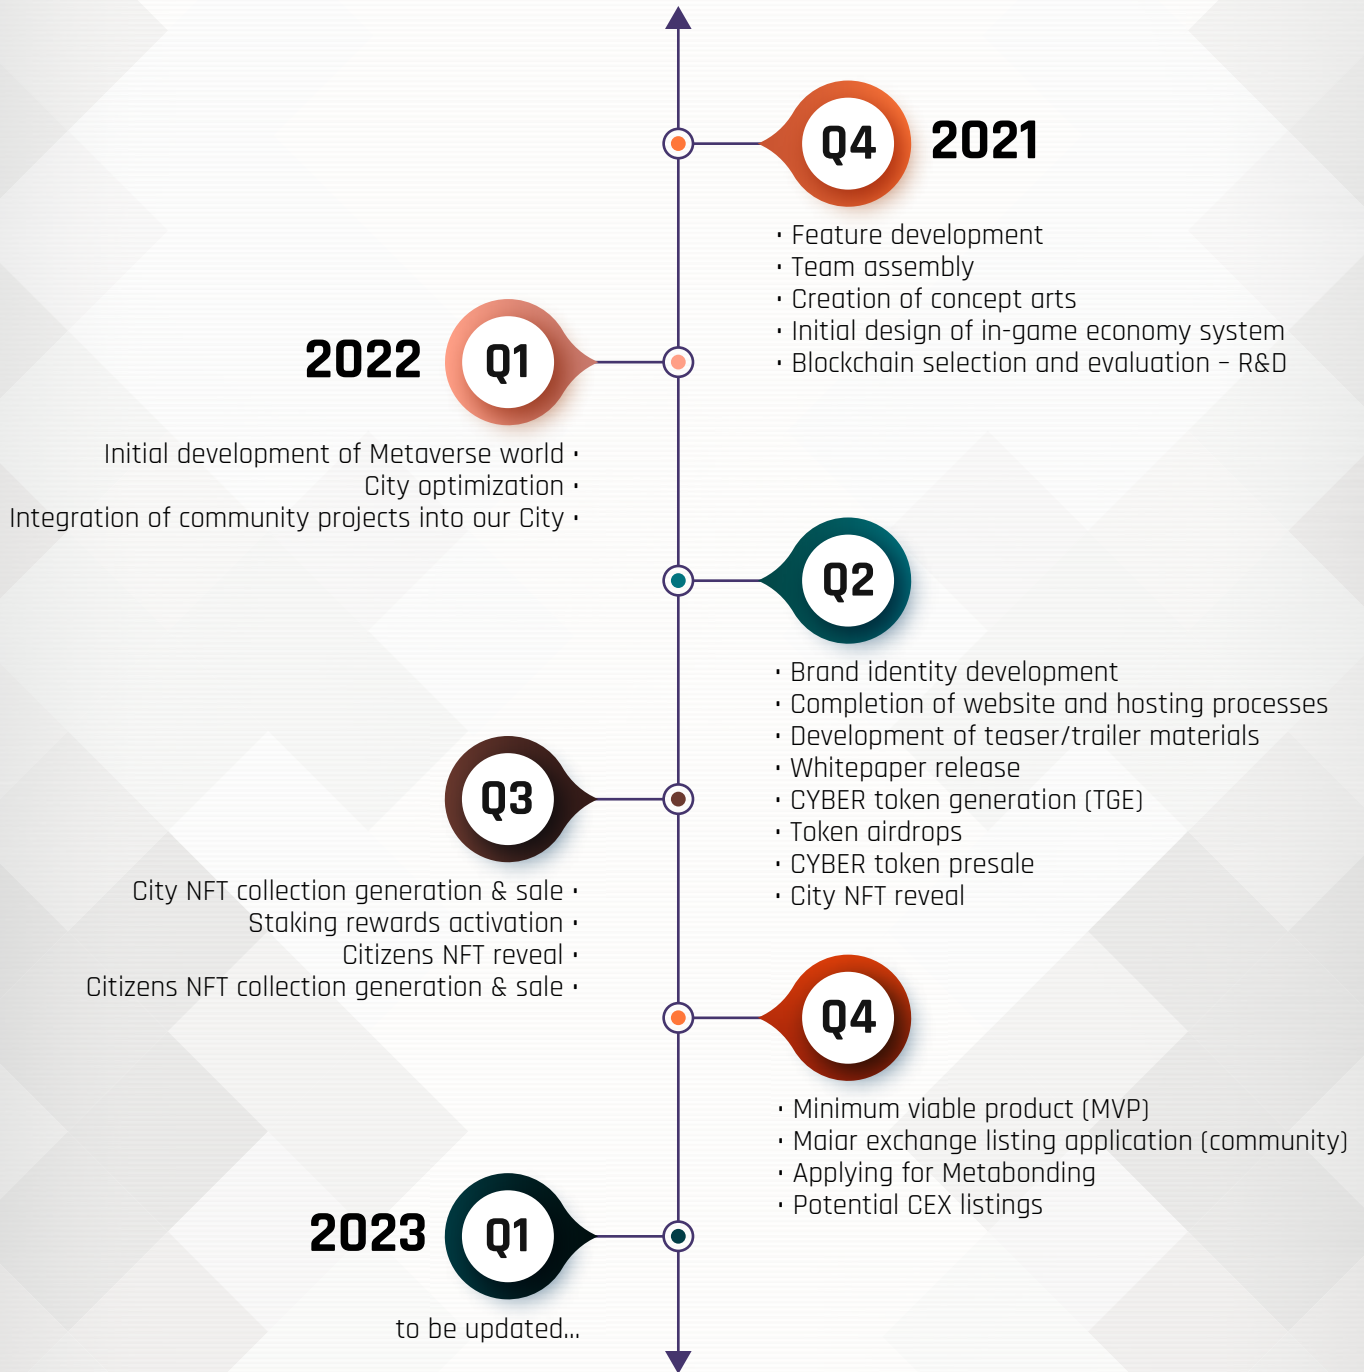 Q4 2021
· Feature development
· Team assembly
· Creation of concept arts
· Initial design of in-game economy system
· Blockchain selection and evaluation – R&D
2022 Q1
Initial development of Metaverse world ·
City optimization ·
Integration of community projects into our City ·
Q2
· Brand identity development
· Completion of website and hosting processes
· Development of teaser/trailer materials
· Whitepaper release
· CYBER token generation (TGE)
· Token airdrops
· CYBER token presale
· City NFT reveal
Q3
City NFT collection generation & sale ·
Staking rewards activation ·
Citizens NFT reveal ·
Citizens NFT collection generation & sale ·
Q4
· Minimum viable product (MVP)
· Maiar exchange listing application (community)
· Applying for Metabonding
· Potential CEX listings
2023 Q1
to be updated...